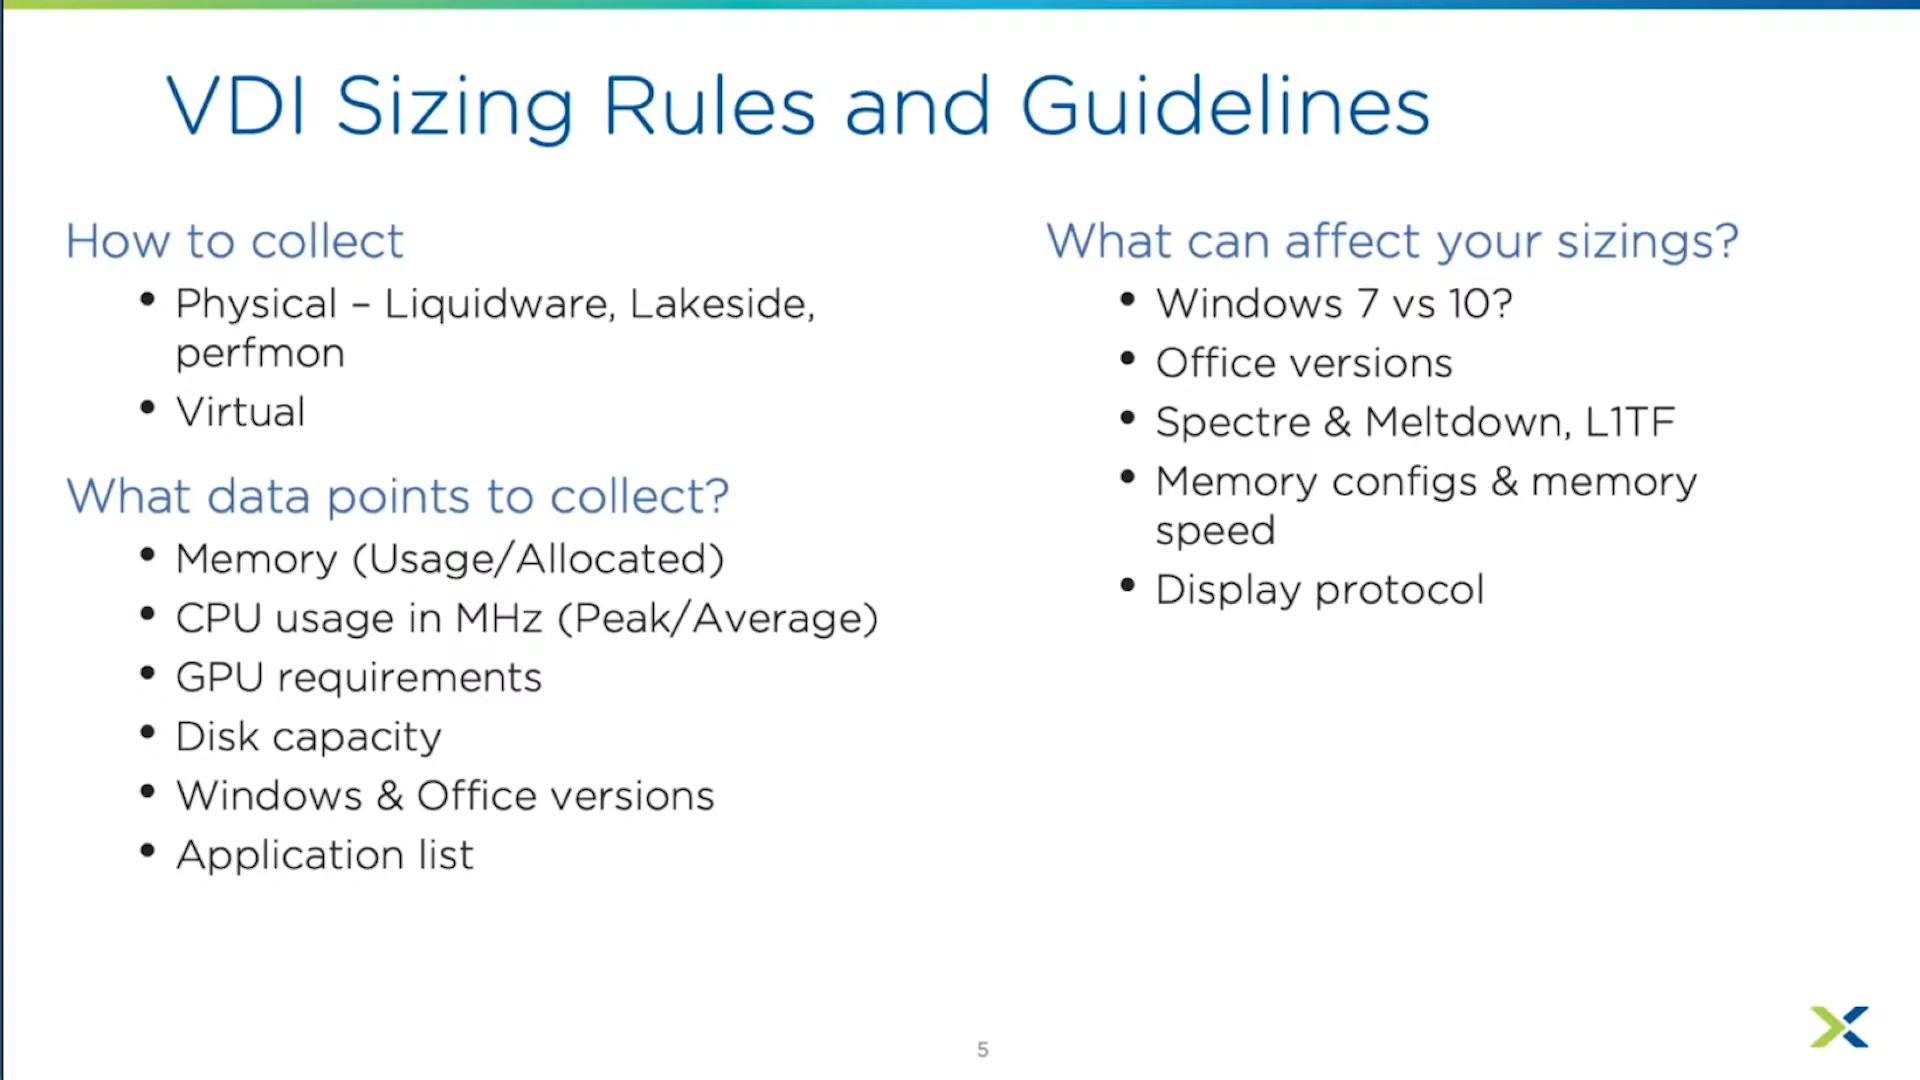 VDI Sizing Rules and Guidelines
How to collect
• Physical – Liquidware, Lakeside,
perfmon
• Virtual
What data points to collect?
• Memory (Usage/Allocated)
• CPU usage in MHz (Peak/Average)
• GPU requirements
• Disk capacity
• Windows & Office versions
• Application list
What can affect your sizings?
• Windows 7 vs 10?
• Office versions
• Spectre & Meltdown, L1TF
• Memory configs & memory
speed
• Display protocol
5